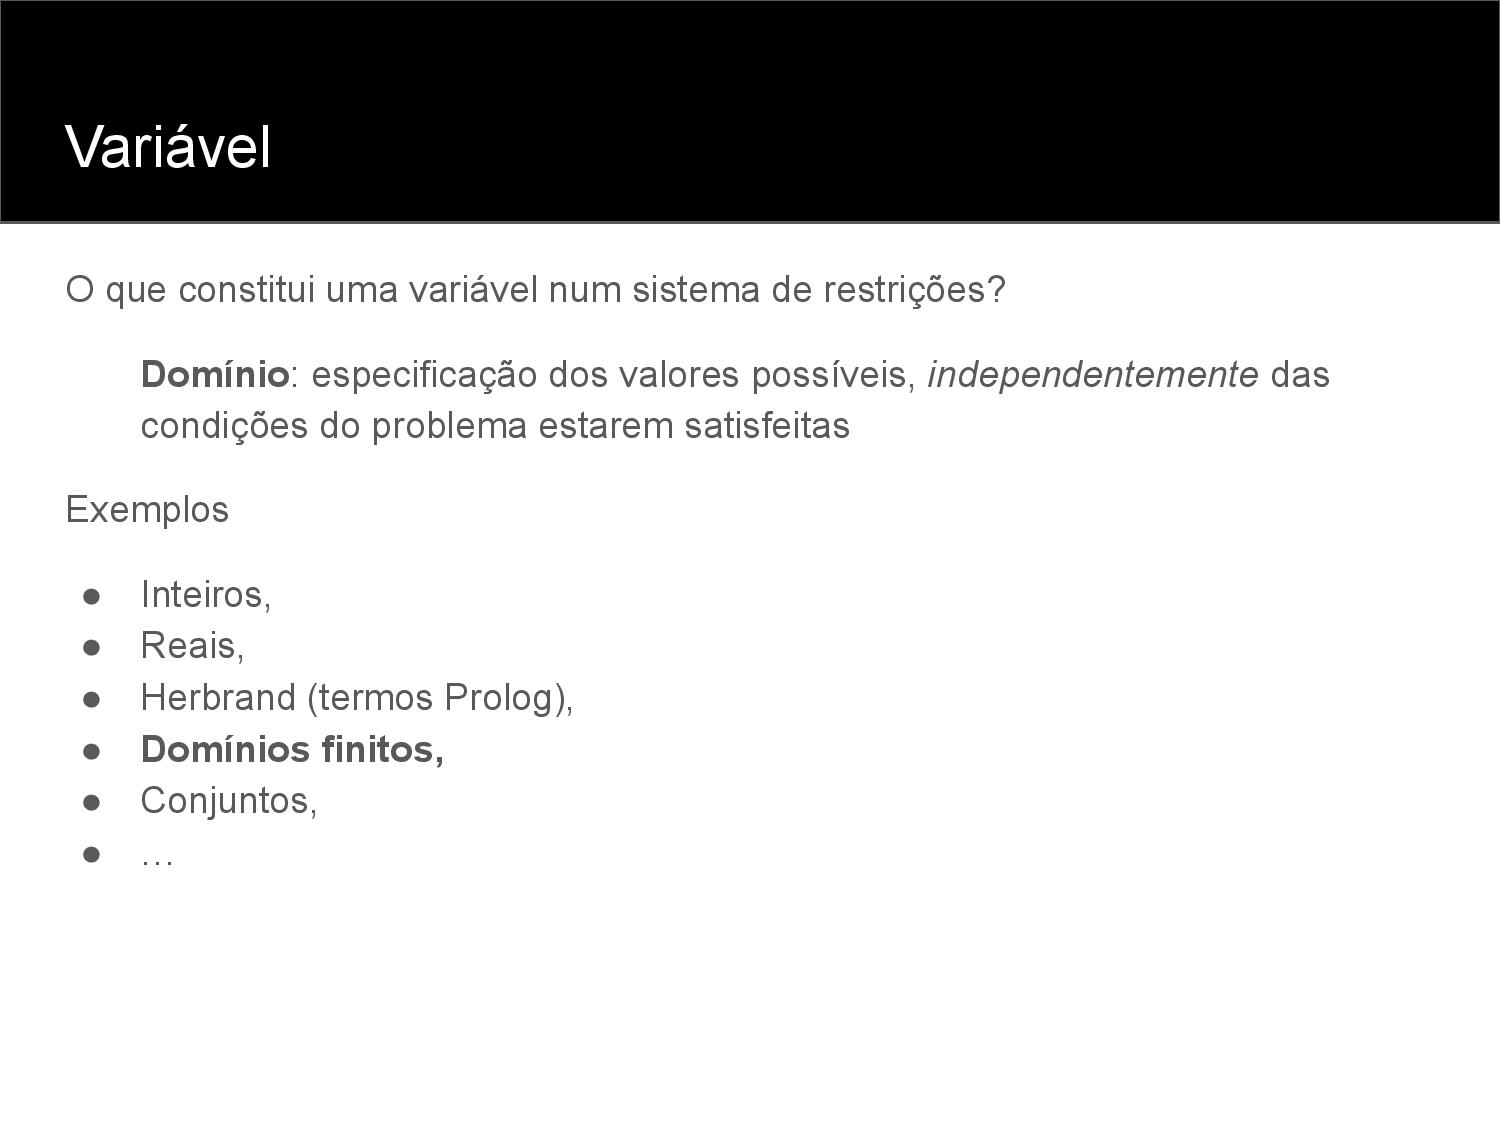 Variável
O que constitui uma variável num sistema de restrições?
Domínio: especificação dos valores possíveis, independentemente das
condições do problema estarem satisfeitas
Exemplos
● Inteiros,
● Reais,
● Herbrand (termos Prolog),
● Domínios finitos,
● Conjuntos,
● …